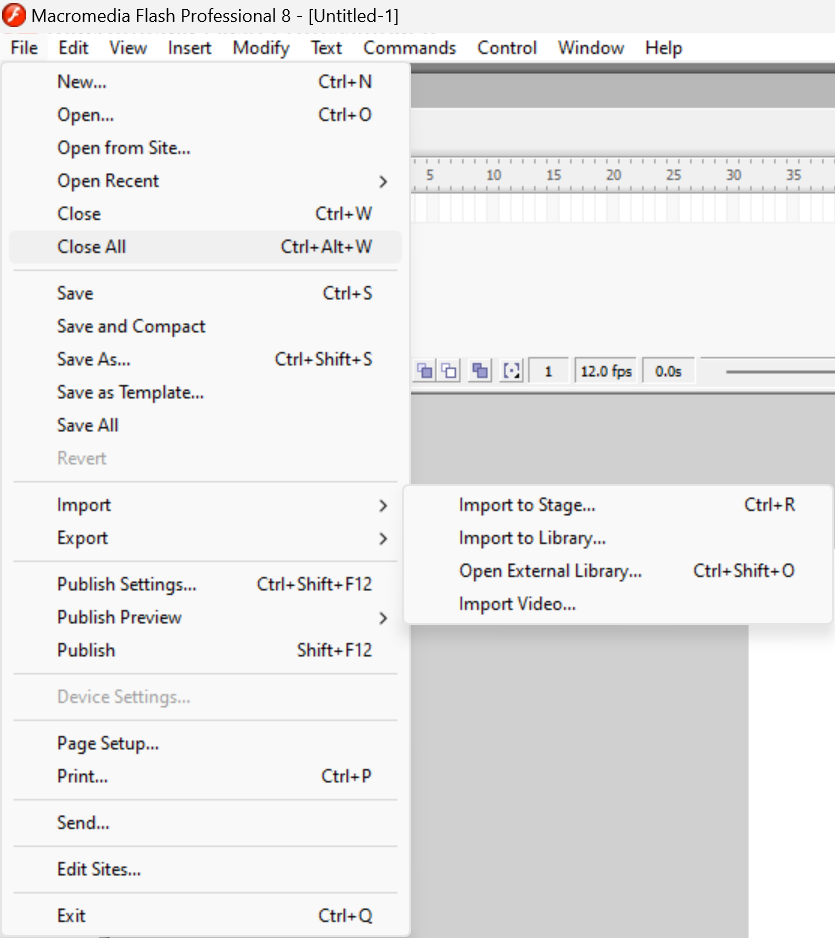 Macromedia Flash Professional 8 - [Untitled-1]
File Edit View Insert Modify Text Commands Control Window Help
New... Ctrl+N
Open... Ctrl+O
Open from Site...
Open Recent
Close Ctrl+W
Close All Ctrl+Alt+W
Save Ctrl+S
Save and Compact
Save As... Ctrl+Shift+S
Save as Template...
Save All
Revert
Import
Export
Publish Settings... Ctrl+Shift+F12
Publish Preview
Publish Shift+F12
Device Settings...
Page Setup...
Print... Ctrl+P
Send...
Edit Sites...
Exit Ctrl+Q
5 10 15 20 25 30 35
1 12.0 fps 0.0s
Import to Stage... Ctrl+R
Import to Library...
Open External Library... Ctrl+Shift+O
Import Video...